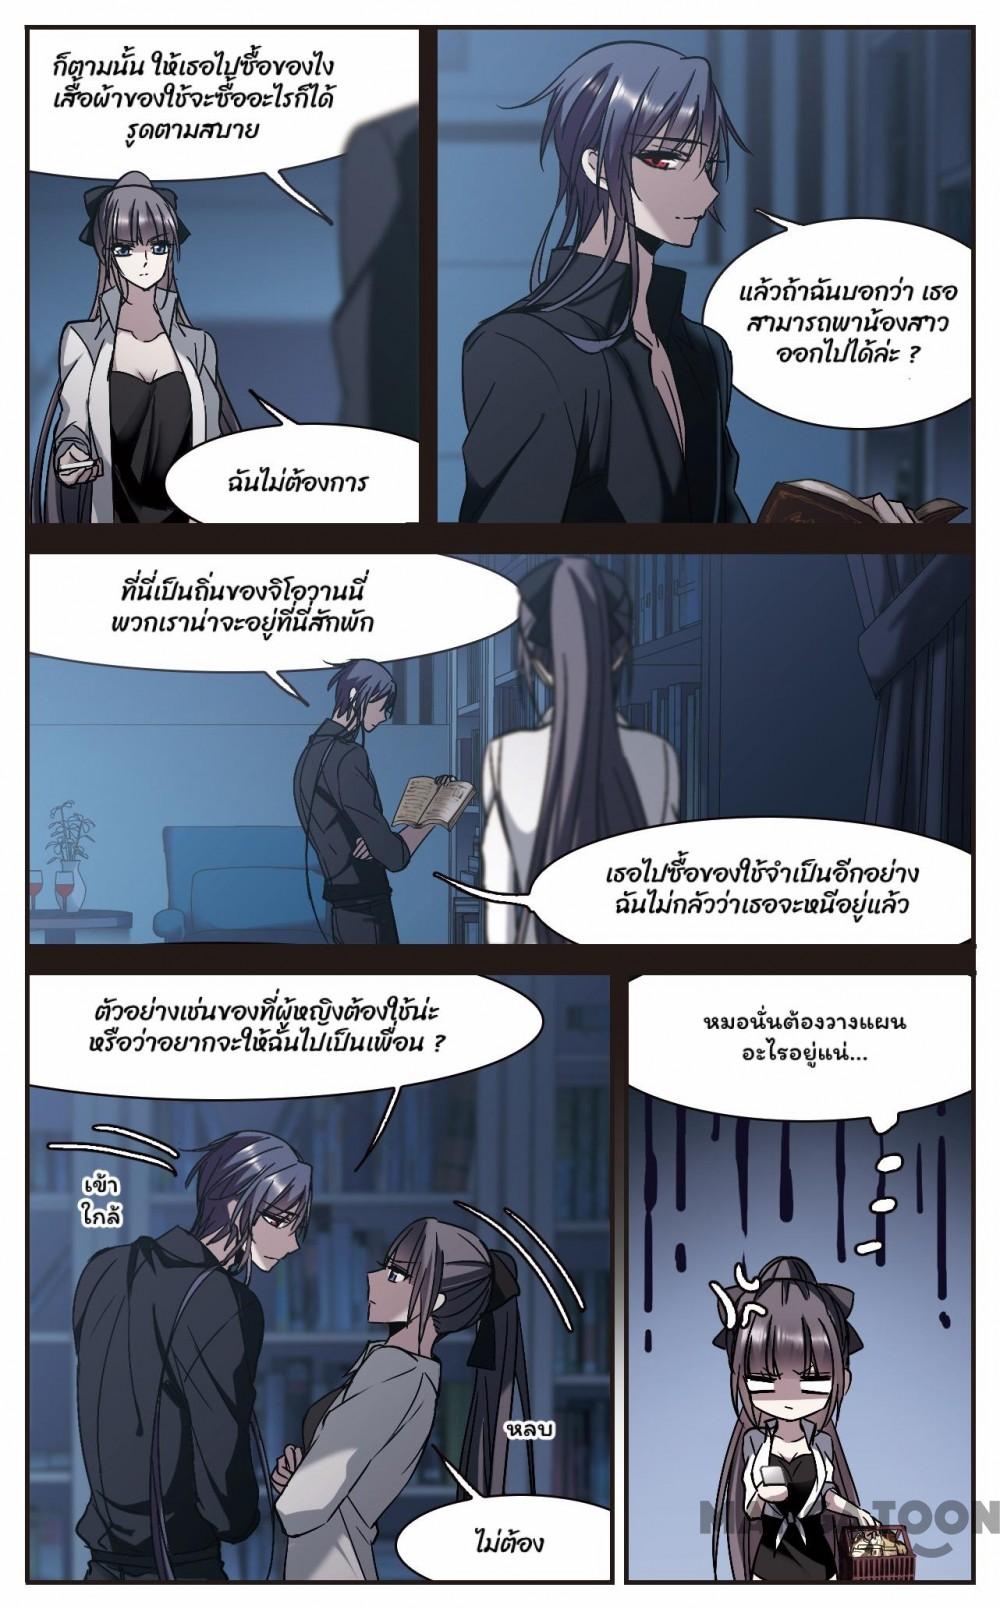 ก็ตามนั้น ให้เธอไปซื้อของไง
เสื้อผ้าของใช้จะซื้ออะไรก็ได้
รูดตามสบาย
ฉันไม่ต้องการ
แล้วถ้าฉันบอกว่า เธอ
สามารถพาน้องสาว
ออกไปได้ล่ะ ?
ที่นี่เป็นถิ่นของจิโอวานนี่
พวกเราน่าจะอยู่ที่นี่สักพัก
เธอไปซื้อของใช้จำเป็นอีกอย่าง
ฉันไม่กลัวว่าเธอจะหนีอยู่แล้ว
ตัวอย่างเช่นของที่ผู้หญิงต้องใช้น่ะ
หรือว่าอยากจะให้ฉันไปเป็นเพื่อน ?
เข้า
ใกล้
หลบ
ไม่ต้อง
หมอนั่นต้องวางแผน
อะไรอยู่แน่...